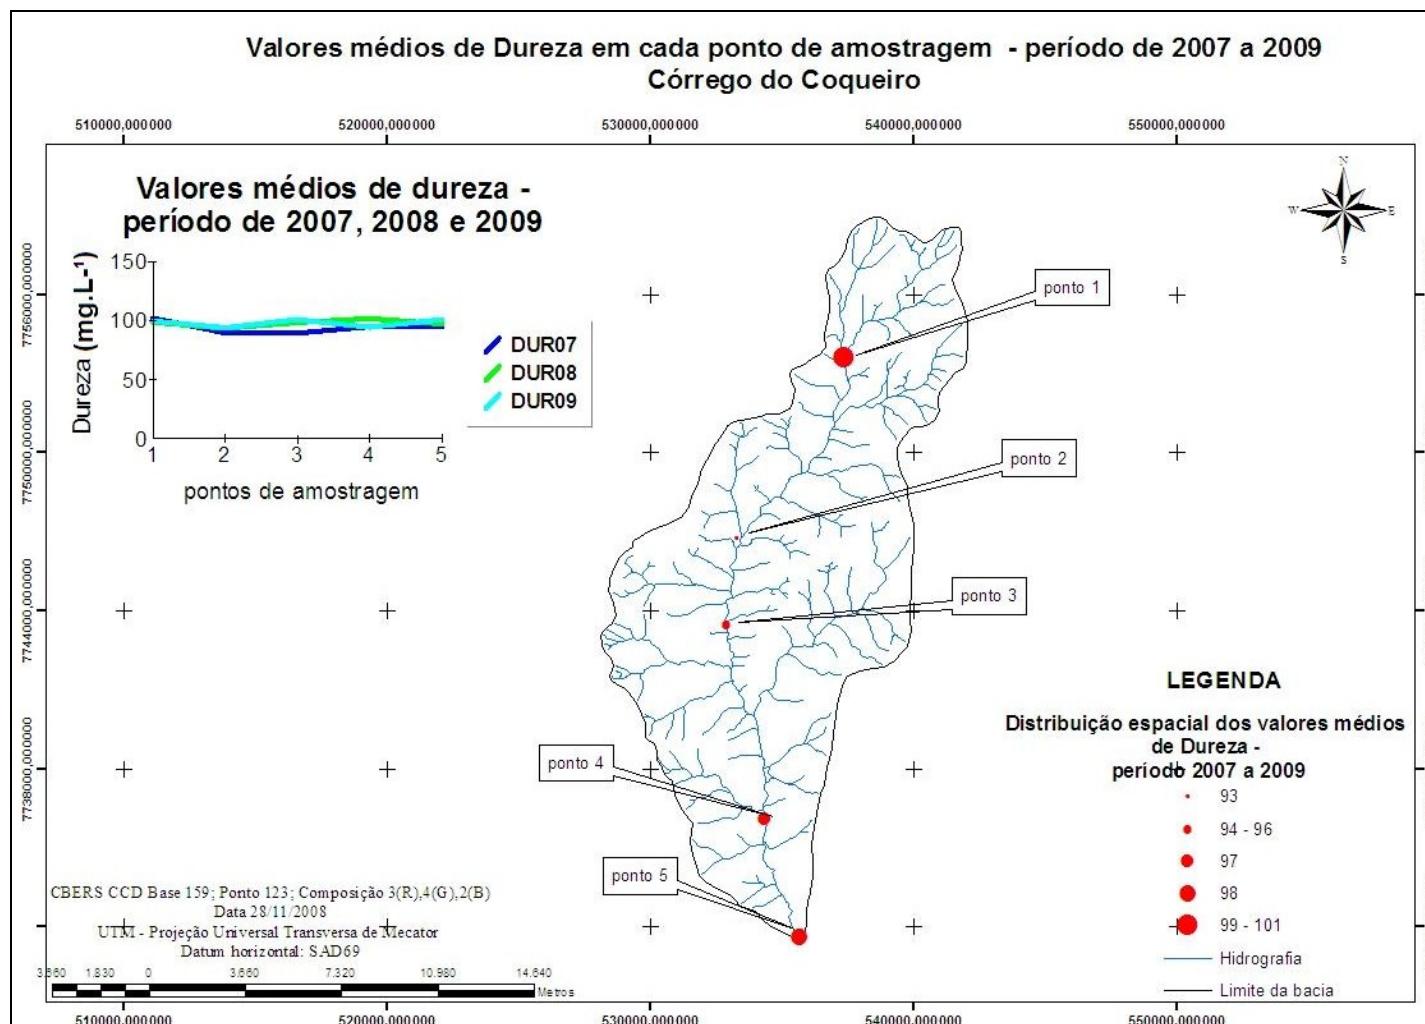 Valores médios de Dureza em cada ponto de amostragem - período de 2007 a 2009
Córrego do Coqueiro
510000,000000 520000,000000 530000,000000 540000,000000 550000,000000
N
W E
S
Valores médios de dureza -
período de 2007, 2008 e 2009
Dureza (mg.L-¹)
150
100
50
0
1 2 3 4 5
pontos de amostragem
DUR07
DUR08
DUR09
7756000,000000
7750000,000000
7744000,000000
7738000,000000
ponto 1
ponto 2
ponto 3
ponto 4
ponto 5
LEGENDA
Distribuição espacial dos valores médios
de Dureza -
período 2007 a 2009
93
94 - 96
97
98
99 - 101
Hidrografia
Limite da bacia
CBERS CCD Base 159; Ponto 123; Composição 3(R),4(G),2(B)
Data 28/11/2008
UTM - Projeção Universal Transversa de Mecator
Datum horizontal: SAD69
3.660 1.830 0 3.660 7.320 10.980 14.640
Metros
510000,000000 520000,000000 530000,000000 540000,000000 550000,000000